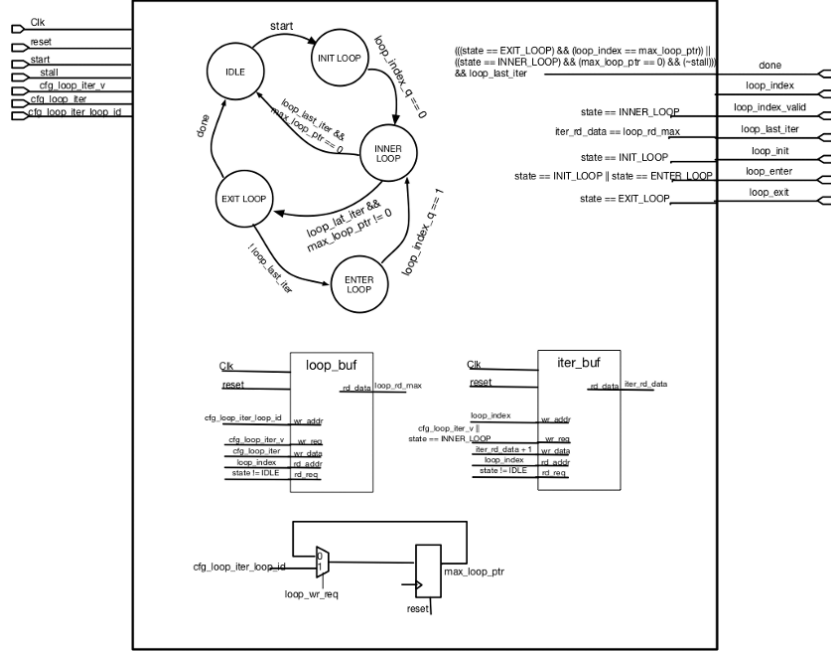 Clk
reset
start
stall
cfg_loop_iter_v
cfg_loop_iter
cfg_loop_iter_loop_id
start
IDLE
INIT LOOP
loop_index_q == 0
loop_last_iter &&
max_loop_ptr == 0
INNER
LOOP
done
EXIT LOOP
loop_lat_iter &&
max_loop_ptr != 0
loop_index_q == 1
! loop_last_iter
ENTER
LOOP
(((state == EXIT_LOOP) && (loop_index == max_loop_ptr)) ||
((state == INNER_LOOP) && (max_loop_ptr == 0) && (~stall)))
&& loop_last_iter
done
loop_index
state == INNER_LOOP
loop_index_valid
iter_rd_data == loop_rd_max
loop_last_iter
state == INIT_LOOP
loop_init
state == INIT_LOOP || state == ENTER_LOOP
loop_enter
state == EXIT_LOOP
loop_exit
loop_buf
Clk
reset
rd_data
loop_rd_max
cfg_loop_iter_loop_id
wr_addr
cfg_loop_iter_v
wr_req
cfg_loop_iter
wr_data
loop_index
rd_addr
state != IDLE
rd_req
iter_buf
Clk
reset
rd_data
iter_rd_data
loop_index
wr_addr
cfg_loop_iter_v ||
state == INNER_LOOP
wr_req
iter_rd_data + 1
wr_data
loop_index
rd_addr
state != IDLE
rd_req
0
cfg_loop_iter_loop_id
1
max_loop_ptr
loop_wr_req
reset